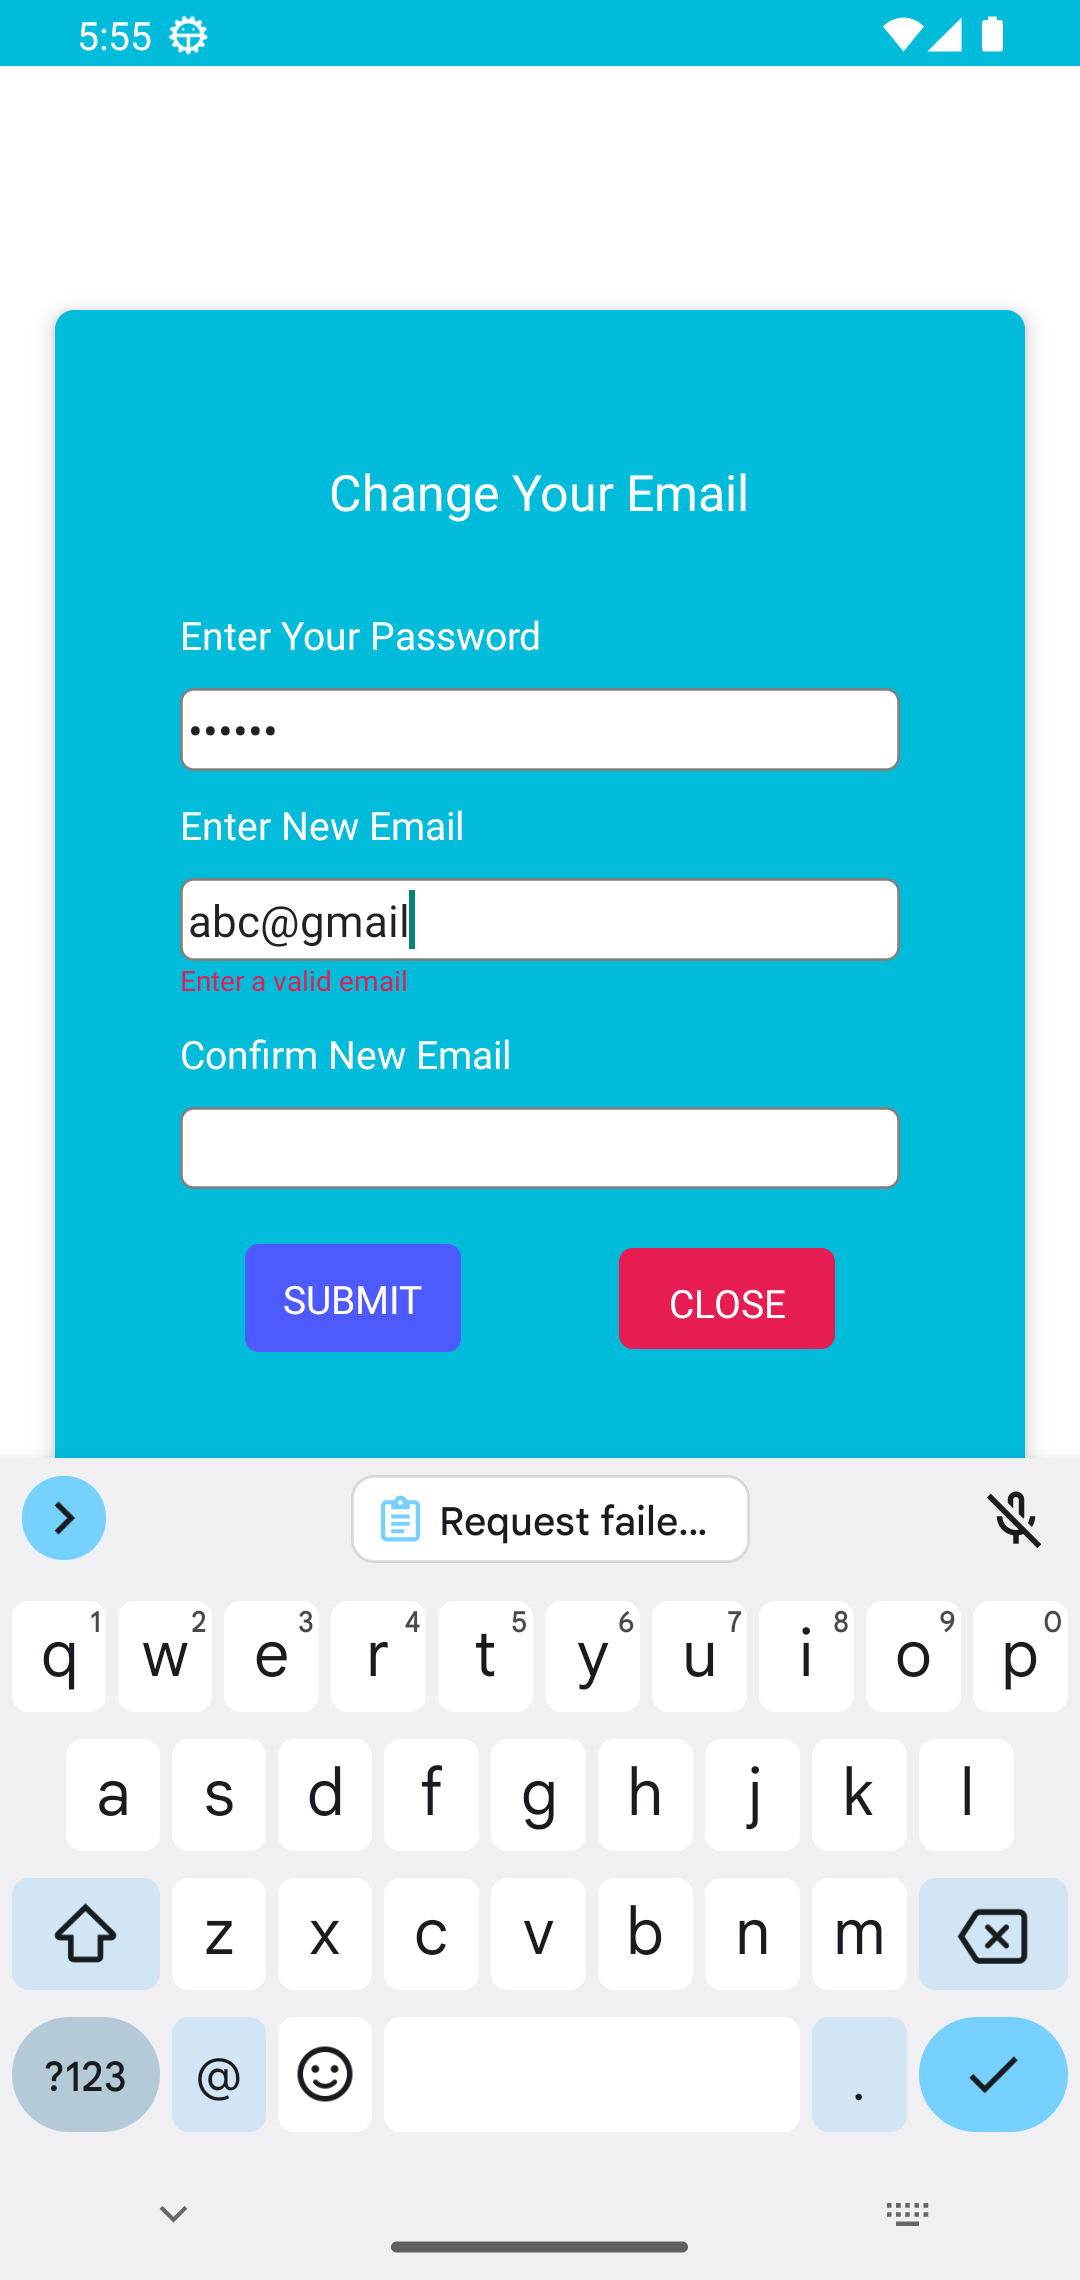 5:55
Change Your Email
Enter Your Password
••••••
Enter New Email
abc@gmail
Enter a valid email
Confirm New Email
SUBMIT CLOSE
Request faile...
q 1 w 2 e 3 r 4 t 5 y 6 u 7 i 8 o 9 p 0
a s d f g h j k l
z x c v b n m
?123 @ .